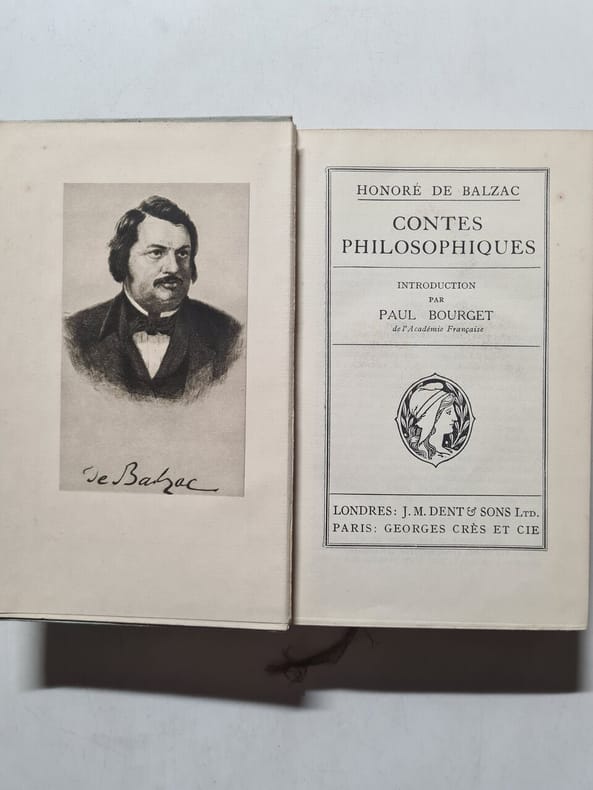 De Balzac
HONORÉ DE BALZAC
CONTES
PHILOSOPHIQUES
INTRODUCTION
PAR
PAUL BOURGET
de l'Académie Française
LONDRES: J. M. DENT & SONS LTD.
PARIS: GEORGES CRÈS ET CIE